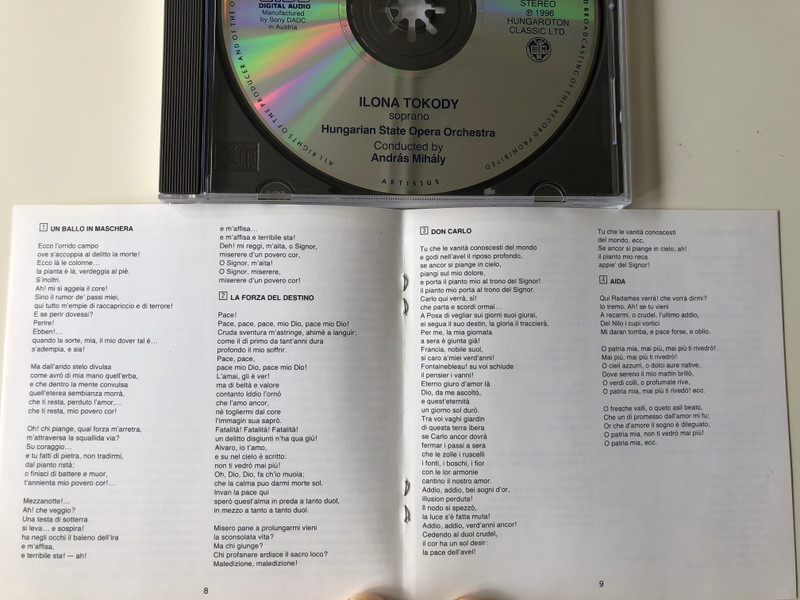 DIGITAL AUDIO
Manufactured
by Sony DADC
in Austria
STEREO
℗ 1996
HUNGAROTON
CLASSIC LTD.
BIEM
ALL RIGHTS OF THE PRODUCER AND OF THE O
D BROADCASTING OF THIS RECORD PROHIBITED
ILONA TOKODY
soprano
Hungarian State Opera Orchestra
Conducted by
András Mihály
ARTISJUS
1 UN BALLO IN MASCHERA
Ecco l'orrido campo
ove s'accoppia al delitto la morte!
Ecco là le colonne...
la pianta è là, verdeggia al piè.
S'inoltri.
Ah! mi si aggela il core!
Sino il rumor de' passi miei,
qui tutto m'empie di raccapriccio e di terrore!
E se perir dovessi?
Perire!
Ebben!...
quando la sorte, mia, il mio dover tal è...
s'adempia, e sia!
Ma dall'arido stelo divulsa
come avrò di mia mano quell'erba,
e che dentro la mente convulsa
quell'eterea sembianza morrà,
che ti resta, perduto l'amor,...
che ti resta, mio povero cor!
Oh! chi piange, qual forza m'arretra,
m'attraversa la squallida via?
Su coraggio...
e tu fatti di pietra, non tradirmi,
dal pianto ristà;
o finisci di battere e muor,
t'annienta mio povero cor!...
Mezzanotte!...
Ah! che veggio?
Una testa di sotterra
si leva... e sospira!
ha negli occhi il baleno dell'ira
e m'affisa,
e terribile sta! — ah!
e m'affisa...
e m'affisa e terribile sta!
Deh! mi reggi, m'aita, o Signor,
miserere d'un povero cor,
O Signor, m'aita!
O Signor, miserere,
miserere d'un povero cor!
2 LA FORZA DEL DESTINO
Pace!
Pace, pace, pace, mio Dio, pace mio Dio!
Cruda sventura m'astringe, ahimè a languir;
come il dì primo da tant'anni dura
profondo il mio soffrir.
Pace, pace,
pace mio Dio, pace mio Dio!
L'amai, gli è ver!
ma di beltà e valore
contanto Iddio l'ornò
che l'amo ancor,
nè togliermi dal core
l'immagin sua saprò.
Fatalità! Fatalità! Fatalità!
un delitto disgiunti n'ha qua giù!
Alvaro, io t'amo,
e su nel cielo è scritto:
non ti vedrò mai più!
Oh, Dio, Dio, fa ch'io muoia;
che la calma puo darmi morte sol.
Invan la pace qui
sperò quest'alma in preda a tanto duol,
in mezzo a tanto a tanto duol.
Misero pane a prolungarmi vieni
la sconsolata vita?
Ma chi giunge?
Chi profanare ardisce il sacro loco?
Maledizione, maledizione!
8
3 DON CARLO
Tu che le vanità conoscesti del mondo
e godi nell'avel il riposo profondo,
se ancor si piange in cielo,
piangi sul mio dolore,
e porta il pianto mio al trono del Signor!
il pianto mio porta al trono del Signor.
Carlo qui verrà, sì!
che parta e scordi ormai...
A Posa di vegliar sui giorni suoi giurai,
ei segua il suo destin, la gloria il traccierà.
Per me, la mia giornata
a sera è giunta già!
Francia, nobile suol,
si caro a'miei verd'anni!
Fontainebleau! su voi schiude
il pensier i vanni!
Eterno giuro d'amor là
Dio, da me ascoltò,
e quest'eternità
un giorno sol durò.
Tra voi vaghi giardin
di questa terra ibera
se Carlo ancor dovrà
fermar i passi a sera
che le zolle i ruscelli
i fonti, i boschi, i fior
con le lor armonie
cantino il nostro amor.
Addio, addio, bei sogni d'or,
illusion perduta!
Il nodo si spezzò,
la luce s'è fatta muta!
Addio, addio, verd'anni ancor!
Cedendo al duol crudel,
il cor ha un sol desir:
la pace dell'avel!
Tu che le vanità conoscesti
del mondo, ecc.
Se ancor si piange in cielo, ah!
il pianto mio reca
appie' del Signor!
4 AIDA
Qui Radames verrà! che vorrà dirmi?
Io tremo. Ah! se tu vieni
A recarmi, o crudel, l'ultimo addio,
Del Nilo i cupi vortici
Mi daran tomba, e pace forse, e oblio.
O patria mia, mai più, mai più ti rivedrò!
Mai più, mai più ti rivedrò!
O cieli azzurri, o dolci aure native,
Dove sereno il mio mattin brillò,
O verdi colli, o profumate rive,
O patria mia, mai più ti rivedrò! ecc.
O fresche valli, o queto asil beato,
Che un dì promesso dall'amor mi fu;
Or che d'amore il sogno è dileguato,
O patria mia, non ti vedrò mai più!
O patria mia, ecc.
9